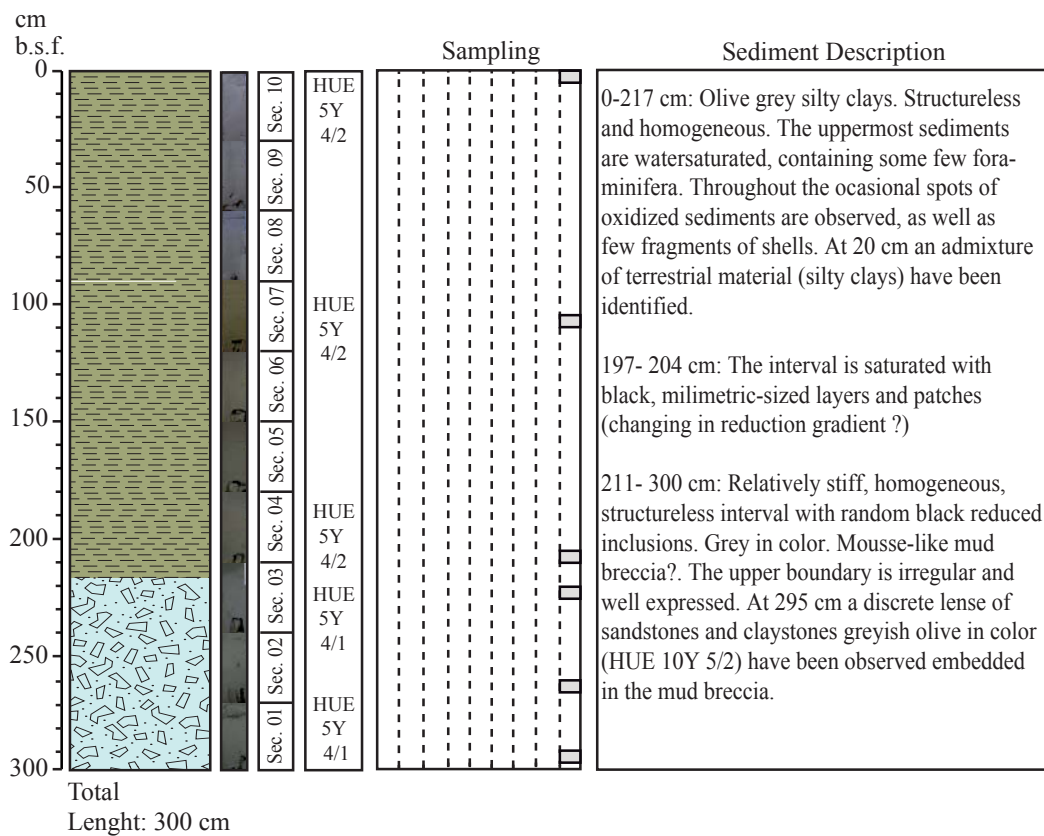 cm
b.s.f.
Sampling
Sediment Description
0
50
100
150
200
250
300
Sec. 10
Sec. 09
Sec. 08
Sec. 07
Sec. 06
Sec. 05
Sec. 04
Sec. 03
Sec. 02
Sec. 01
HUE
5Y
4/2
HUE
5Y
4/2
HUE
5Y
4/2
HUE
5Y
4/1
HUE
5Y
4/1
0-217 cm: Olive grey silty clays. Structureless
and homogeneous. The uppermost sediments
are watersaturated, containing some few fora-
minifera. Throughout the ocasional spots of
oxidized sediments are observed, as well as
few fragments of shells. At 20 cm an admixture
of terrestrial material (silty clays) have been
identified.
197- 204 cm: The interval is saturated with
black, milimetric-sized layers and patches
(changing in reduction gradient ?)
211- 300 cm: Relatively stiff, homogeneous,
structureless interval with random black reduced
inclusions. Grey in color. Mousse-like mud
breccia?. The upper boundary is irregular and
well expressed. At 295 cm a discrete lense of
sandstones and claystones greyish olive in color
(HUE 10Y 5/2) have been observed embedded
in the mud breccia.
Total
Lenght: 300 cm